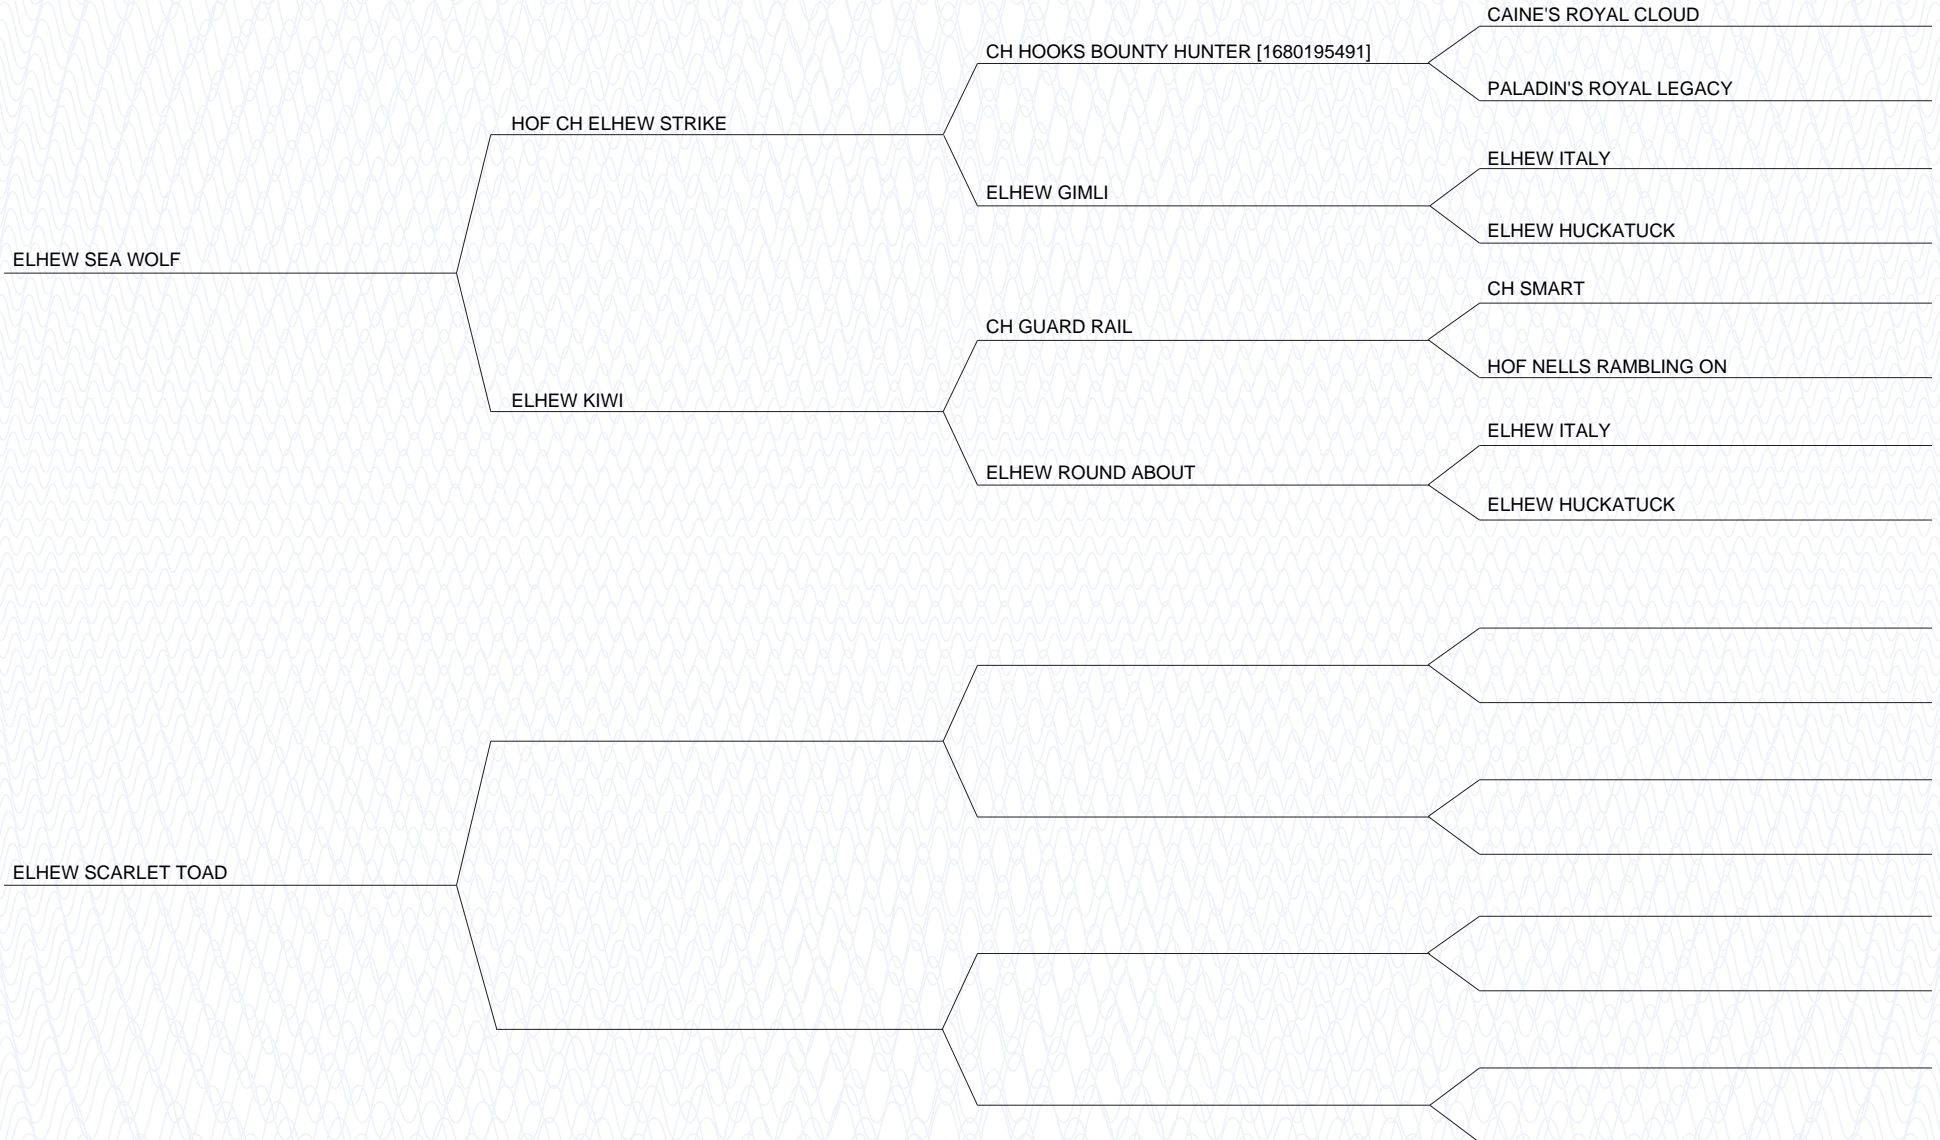 CAINE'S ROYAL CLOUD
CH HOOKS BOUNTY HUNTER [1680195491]
PALADIN'S ROYAL LEGACY
HOF CH ELHEW STRIKE
ELHEW ITALY
ELHEW GIMLI
ELHEW HUCKATUCK
ELHEW SEA WOLF
CH SMART
CH GUARD RAIL
HOF NELLS RAMBLING ON
ELHEW KIWI
ELHEW ITALY
ELHEW ROUND ABOUT
ELHEW HUCKATUCK
ELHEW SCARLET TOAD